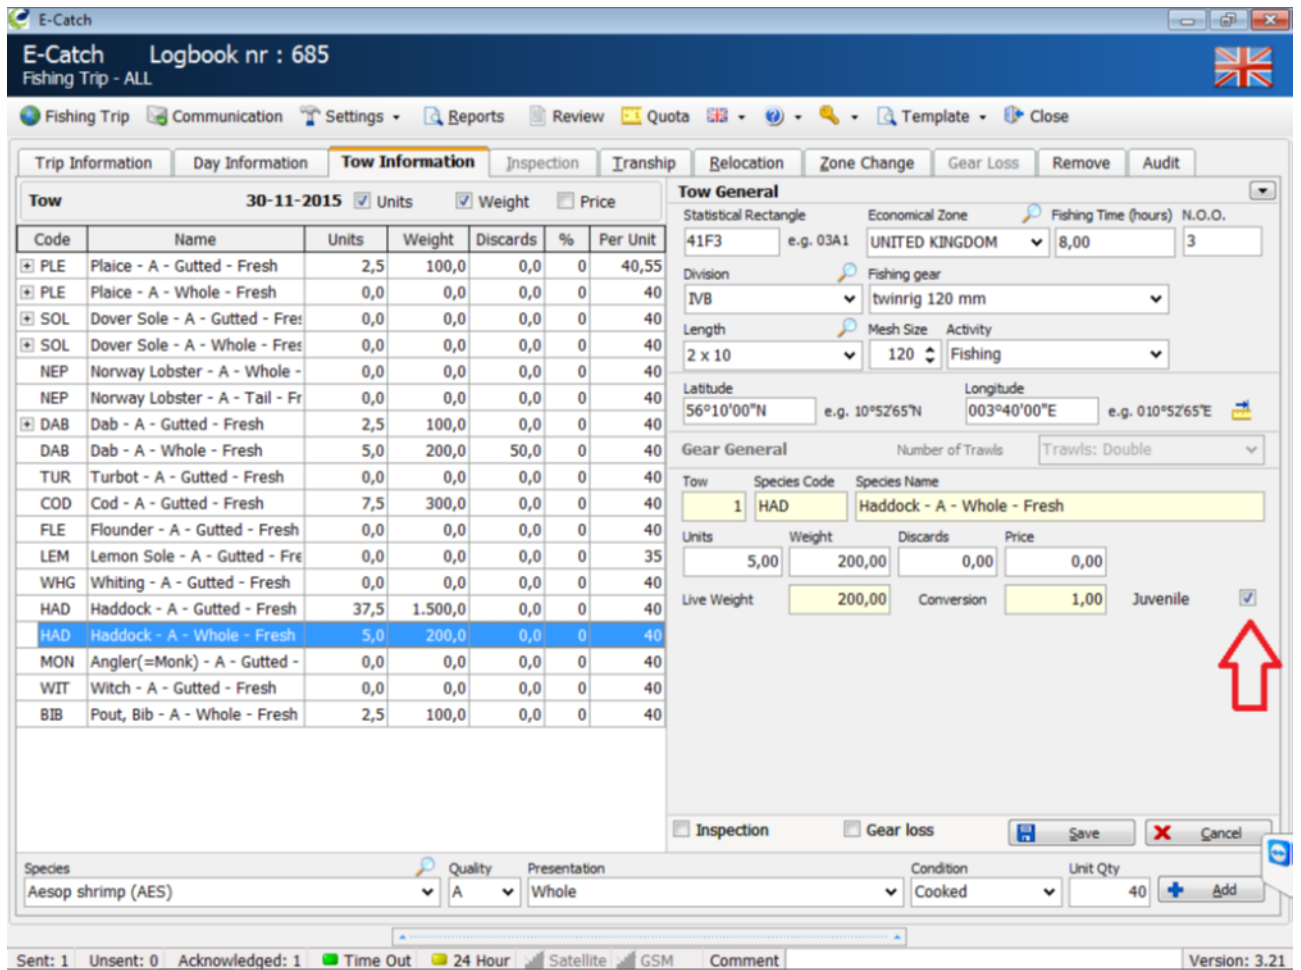 E-Catch
E-Catch Logbook nr : 685
Fishing Trip - ALL
Fishing Trip Communication Settings Reports Review Quota Template Close
Trip Information Day Information Tow Information Inspection Tranship Relocation Zone Change Gear Loss Remove Audit
Tow 30-11-2015 Units Weight Price
Code Name Units Weight Discards % Per Unit
PLE Plaice - A - Gutted - Fresh 2,5 100,0 0,0 0 40,55
PLE Plaice - A - Whole - Fresh 0,0 0,0 0,0 0 40
SOL Dover Sole - A - Gutted - Fres 0,0 0,0 0,0 0 40
SOL Dover Sole - A - Whole - Fres 0,0 0,0 0,0 0 40
NEP Norway Lobster - A - Whole - 0,0 0,0 0,0 0 40
NEP Norway Lobster - A - Tail - Fr 0,0 0,0 0,0 0 40
DAB Dab - A - Gutted - Fresh 2,5 100,0 0,0 0 40
DAB Dab - A - Whole - Fresh 5,0 200,0 50,0 0 40
TUR Turbot - A - Gutted - Fresh 0,0 0,0 0,0 0 40
COD Cod - A - Gutted - Fresh 7,5 300,0 0,0 0 40
FLE Flounder - A - Gutted - Fresh 0,0 0,0 0,0 0 40
LEM Lemon Sole - A - Gutted - Fre 0,0 0,0 0,0 0 35
WHG Whiting - A - Gutted - Fresh 0,0 0,0 0,0 0 40
HAD Haddock - A - Gutted - Fresh 37,5 1.500,0 0,0 0 40
HAD Haddock - A - Whole - Fresh 5,0 200,0 0,0 0 40
MON Angler(=Monk) - A - Gutted - 0,0 0,0 0,0 0 40
WIT Witch - A - Gutted - Fresh 0,0 0,0 0,0 0 40
BIB Pout, Bib - A - Whole - Fresh 2,5 100,0 0,0 0 40
Tow General
Statistical Rectangle Economical Zone Fishing Time (hours) N.O.O.
41F3 e.g. 03A1 UNITED KINGDOM 8,00 3
Division Fishing gear
IVB twinrig 120 mm
Length Mesh Size Activity
2 x 10 120 Fishing
Latitude Longitude
56°10'00"N e.g. 10°52'65"N 003°40'00"E e.g. 010°52'65"E
Gear General Number of Trawls Trawls: Double
Tow Species Code Species Name
1 HAD Haddock - A - Whole - Fresh
Units Weight Discards Price
5,00 200,00 0,00 0,00
Live Weight 200,00 Conversion 1,00 Juvenile
Inspection Gear loss Save Cancel
Species Quality Presentation Condition Unit Qty
Aesop shrimp (AES) A Whole Cooked 40 Add
Sent: 1 Unsent: 0 Acknowledged: 1 Time Out 24 Hour Satellite GSM Comment Version: 3.21